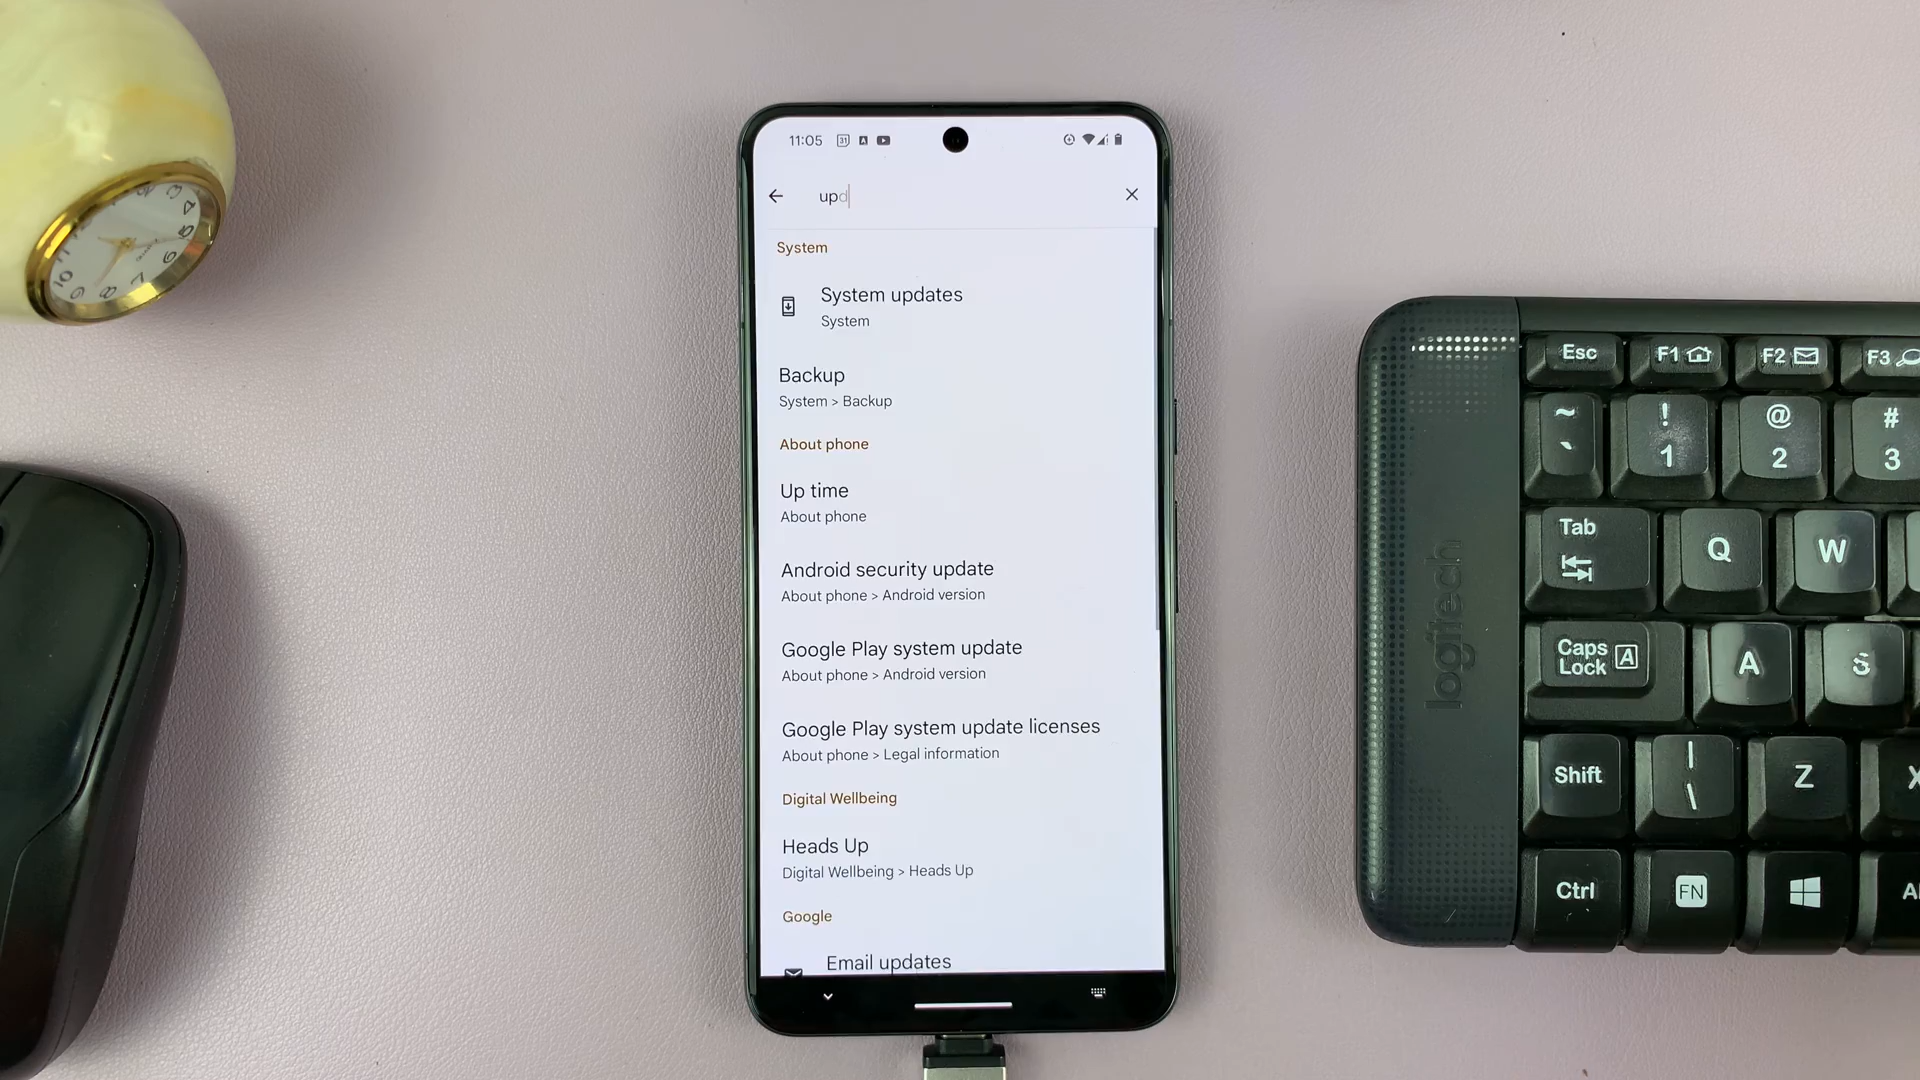 11:05
31
upd
System
System updates
System
Backup
System > Backup
About phone
Up time
About phone
Android security update
About phone > Android version
Google Play system update
About phone > Android version
Google Play system update licenses
About phone > Legal information
Digital Wellbeing
Heads Up
Digital Wellbeing > Heads Up
Google
Email updates
logitech
Esc F1 F2 F3
~ ! @ #
` 1 2 3
Tab Q W
Caps Lock A A S
Shift | \ Z X
Ctrl FN